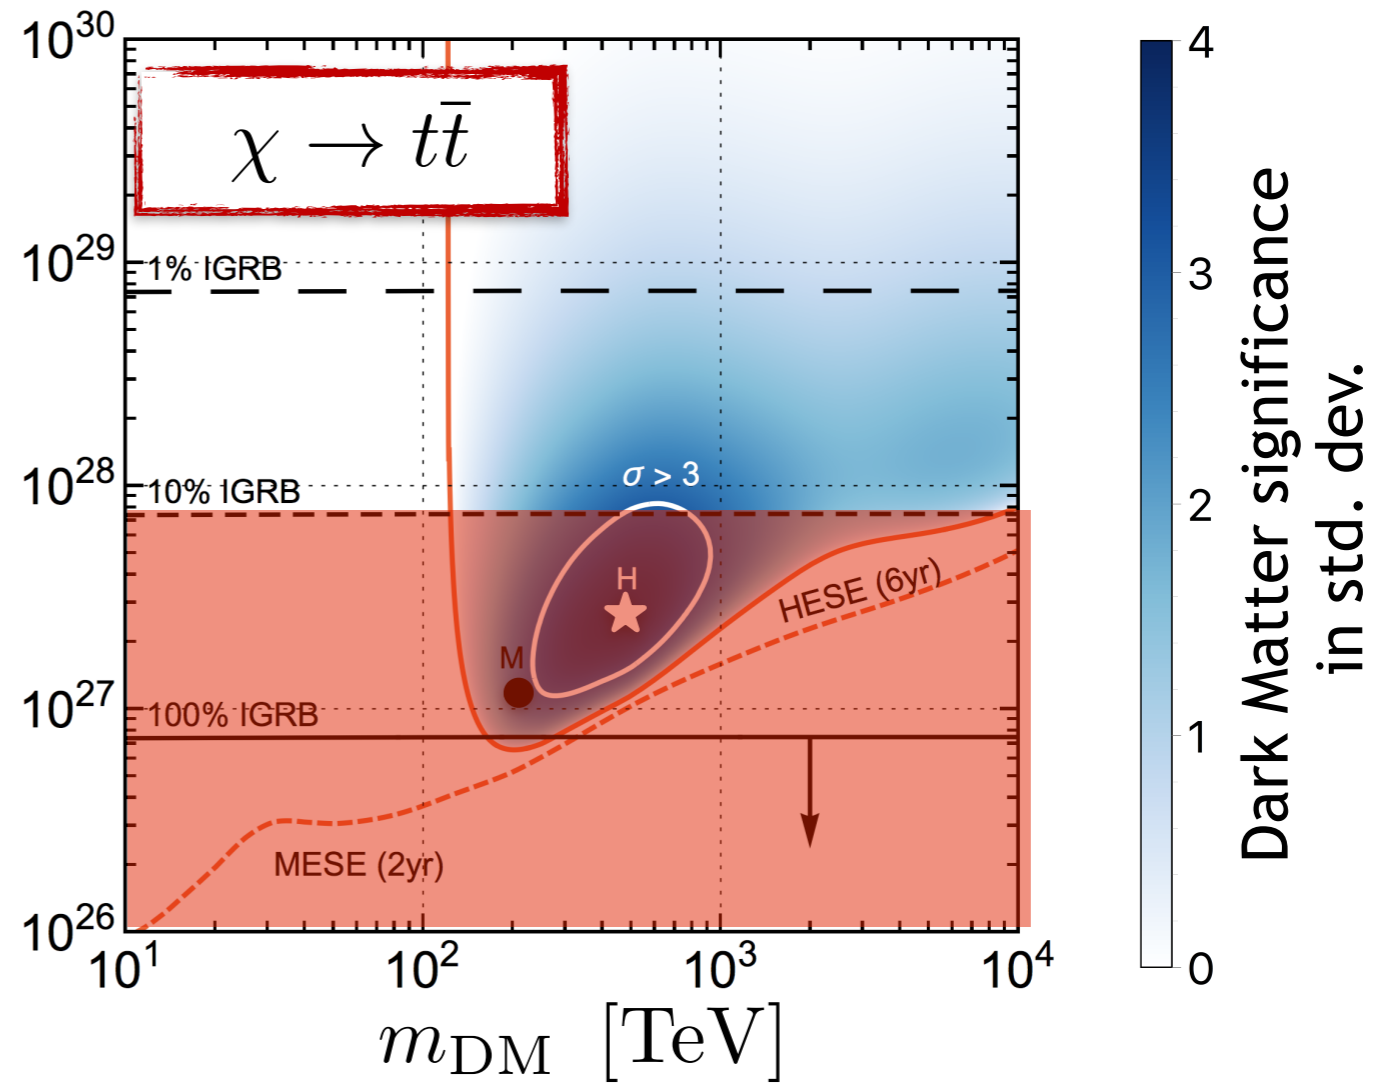 10^30
χ → tt̄
10^29
1% IGRB
10^28
10% IGRB
σ > 3
H
HESE (6yr)
M
10^27
100% IGRB
MESE (2yr)
10^26
10^1 10^2 10^3 10^4
m_DM [TeV]
4
3
2
1
0
Dark Matter significance
in std. dev.